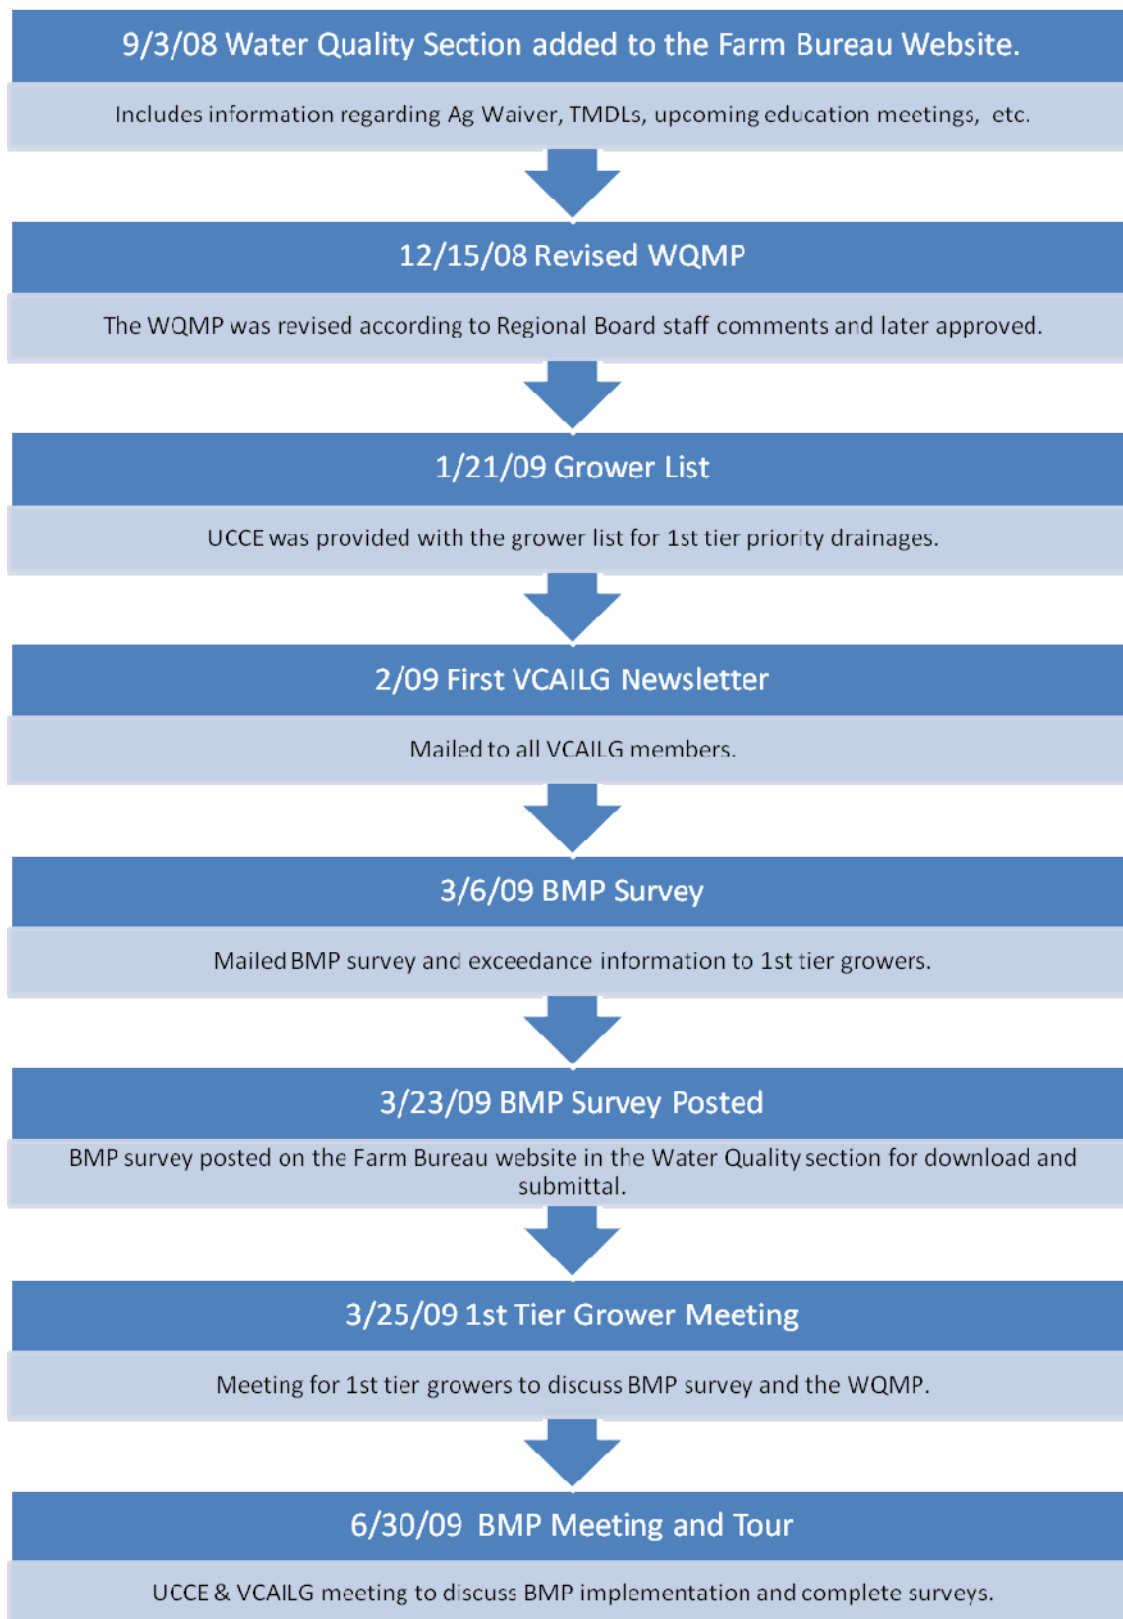 9/3/08 Water Quality Section added to the Farm Bureau Website.
Includes information regarding Ag Waiver, TMDLs, upcoming education meetings, etc.
12/15/08 Revised WQMP
The WQMP was revised according to Regional Board staff comments and later approved.
1/21/09 Grower List
UCCE was provided with the grower list for 1st tier priority drainages.
2/09 First VCAILG Newsletter
Mailed to all VCAILG members.
3/6/09 BMP Survey
Mailed BMP survey and exceedance information to 1st tier growers.
3/23/09 BMP Survey Posted
BMP survey posted on the Farm Bureau website in the Water Quality section for download and
submittal.
3/25/09 1st Tier Grower Meeting
Meeting for 1st tier growers to discuss BMP survey and the WQMP.
6/30/09 BMP Meeting and Tour
UCCE & VCAILG meeting to discuss BMP implementation and complete surveys.